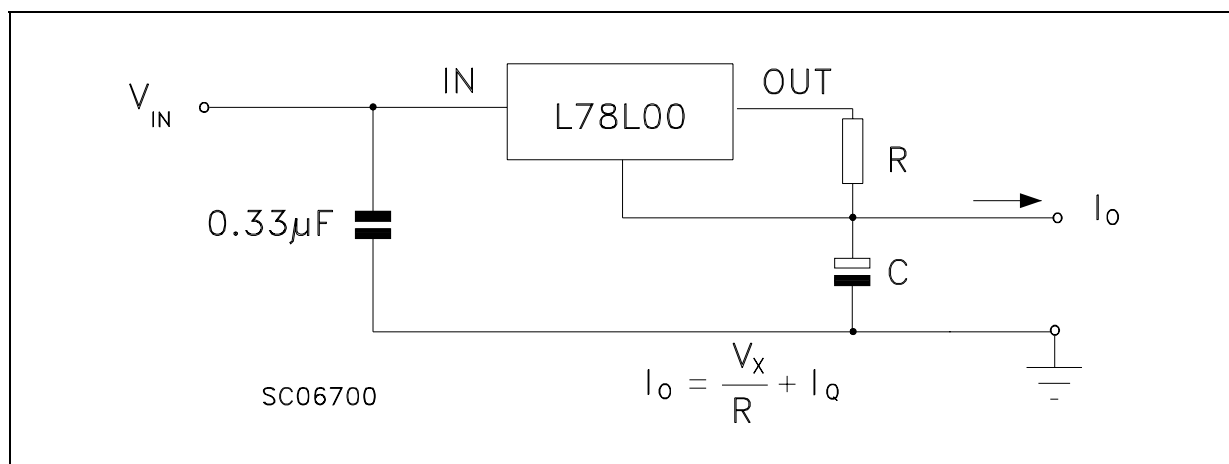 V_IN
IN
L78L00
OUT
R
0.33µF
I_O
C
I_O = V_X/R + I_Q
SC06700